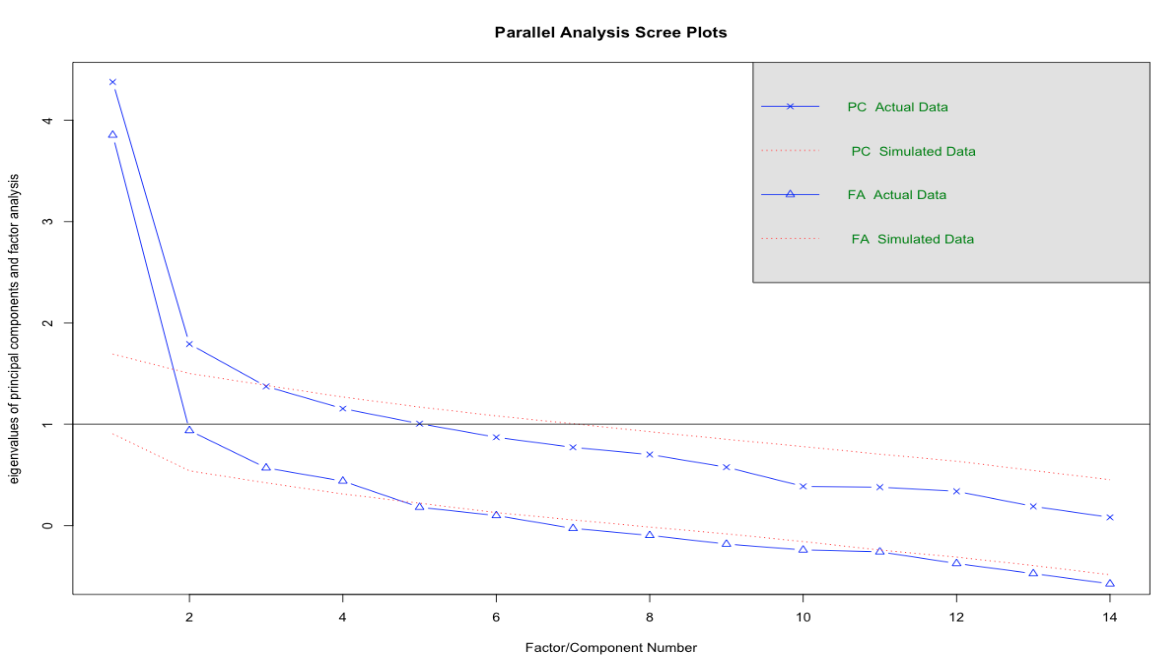 Parallel Analysis Scree Plots
eigenvalues of principal components and factor analysis
4
3
2
1
0
PC Actual Data
PC Simulated Data
FA Actual Data
FA Simulated Data
2 4 6 8 10 12 14
Factor/Component Number